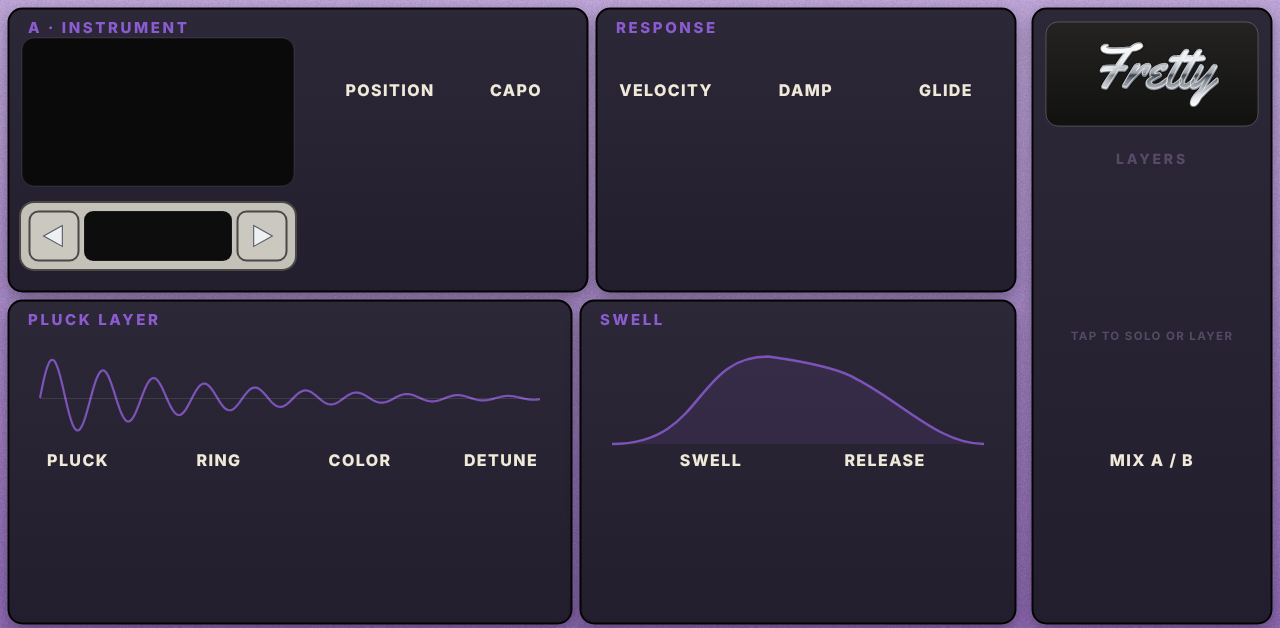 A · INSTRUMENT
POSITION
CAPO
RESPONSE
VELOCITY
DAMP
GLIDE
Fretty
LAYERS
TAP TO SOLO OR LAYER
MIX A / B
PLUCK LAYER
PLUCK
RING
COLOR
DETUNE
SWELL
SWELL
RELEASE